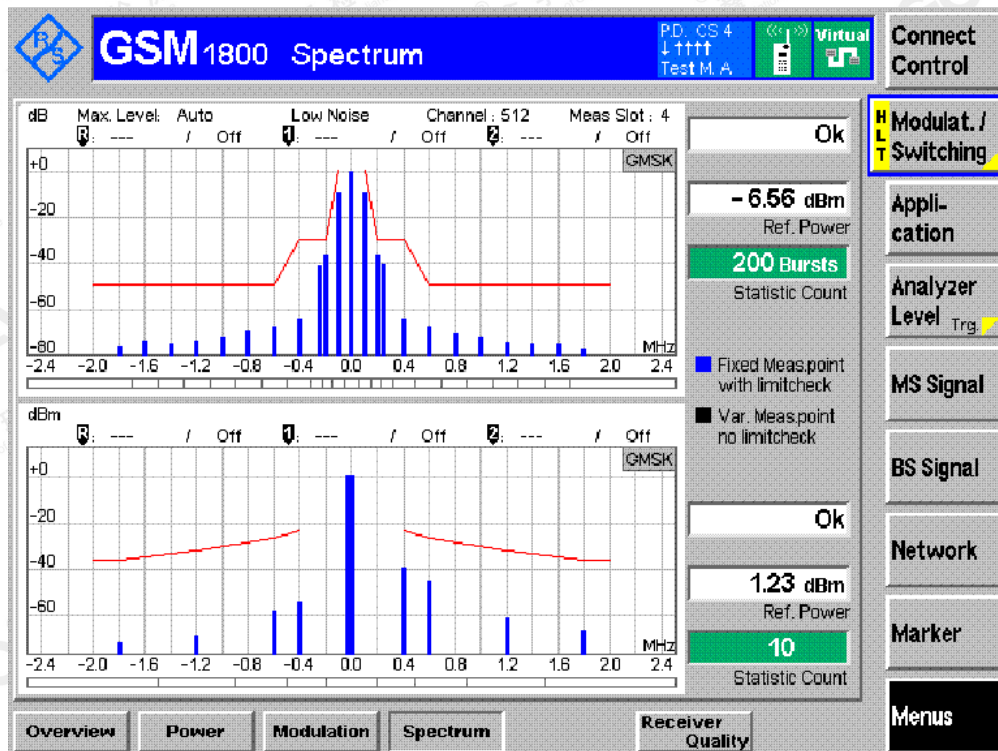 R S
GSM 1800 Spectrum
P.D. CS 4
↓ ↑↑↑↑
Test M. A
Virtual
Connect
Control
dB Max. Level: Auto Low Noise Channel : 512 Meas Slot : 4
R: --- / Off 1: --- / Off 2: --- / Off
GMSK
+0
-20
-40
-60
-80
MHz
-2.4 -2.0 -1.6 -1.2 -0.8 -0.4 0.0 0.4 0.8 1.2 1.6 2.0 2.4
Ok
- 6.56 dBm
Ref. Power
200 Bursts
Statistic Count
Fixed Meas.point
with limitcheck
Var. Meas.point
no limitcheck
dBm
R: --- / Off 1: --- / Off 2: --- / Off
GMSK
+0
-20
-40
-60
MHz
-2.4 -2.0 -1.6 -1.2 -0.8 -0.4 0.0 0.4 0.8 1.2 1.6 2.0 2.4
Ok
1.23 dBm
Ref. Power
10
Statistic Count
HLT
Modulat. /
Switching
Appli-
cation
Analyzer
Level Trg.
MS Signal
BS Signal
Network
Marker
Menus
Overview Power Modulation Spectrum Receiver
Quality